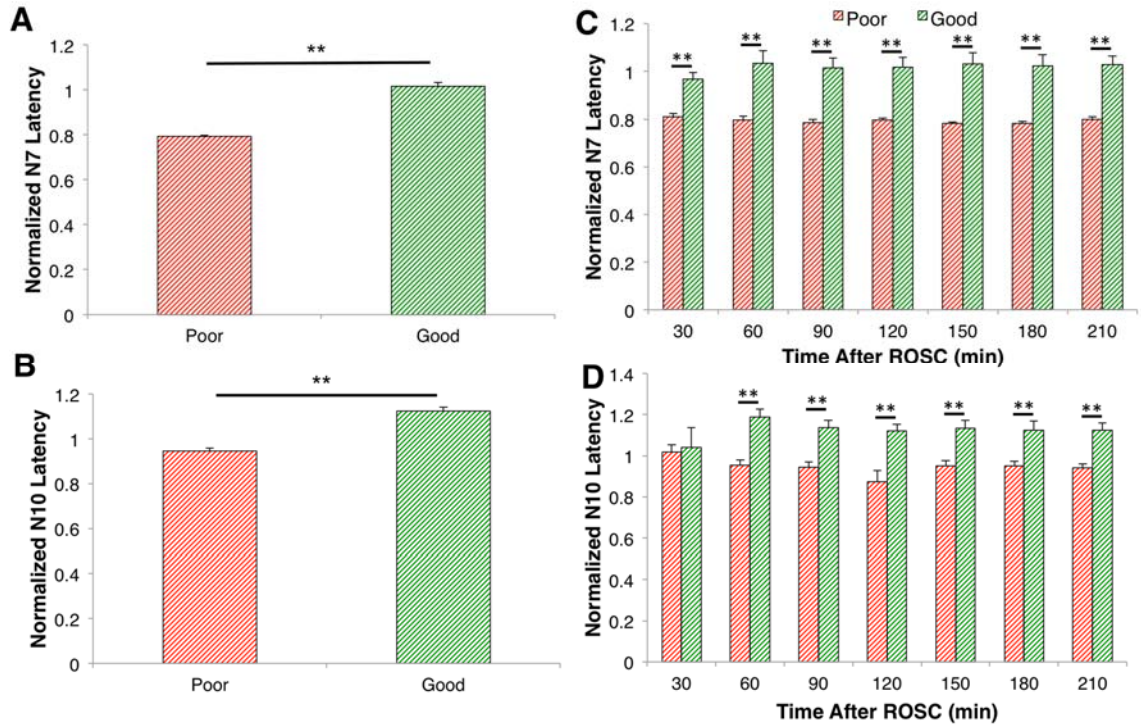 A
Normalized N7 Latency
1.2
1
0.8
0.6
0.4
0.2
0
**
Poor
Good
B
Normalized N10 Latency
1.2
1
0.8
0.6
0.4
0.2
0
**
Poor
Good
C
Poor Good
Normalized N7 Latency
1.2
1
0.8
0.6
0.4
0.2
0
** ** ** ** ** ** **
30 60 90 120 150 180 210
Time After ROSC (min)
D
Normalized N10 Latency
1.4
1.2
1
0.8
0.6
0.4
0.2
0
** ** ** ** ** **
30 60 90 120 150 180 210
Time After ROSC (min)